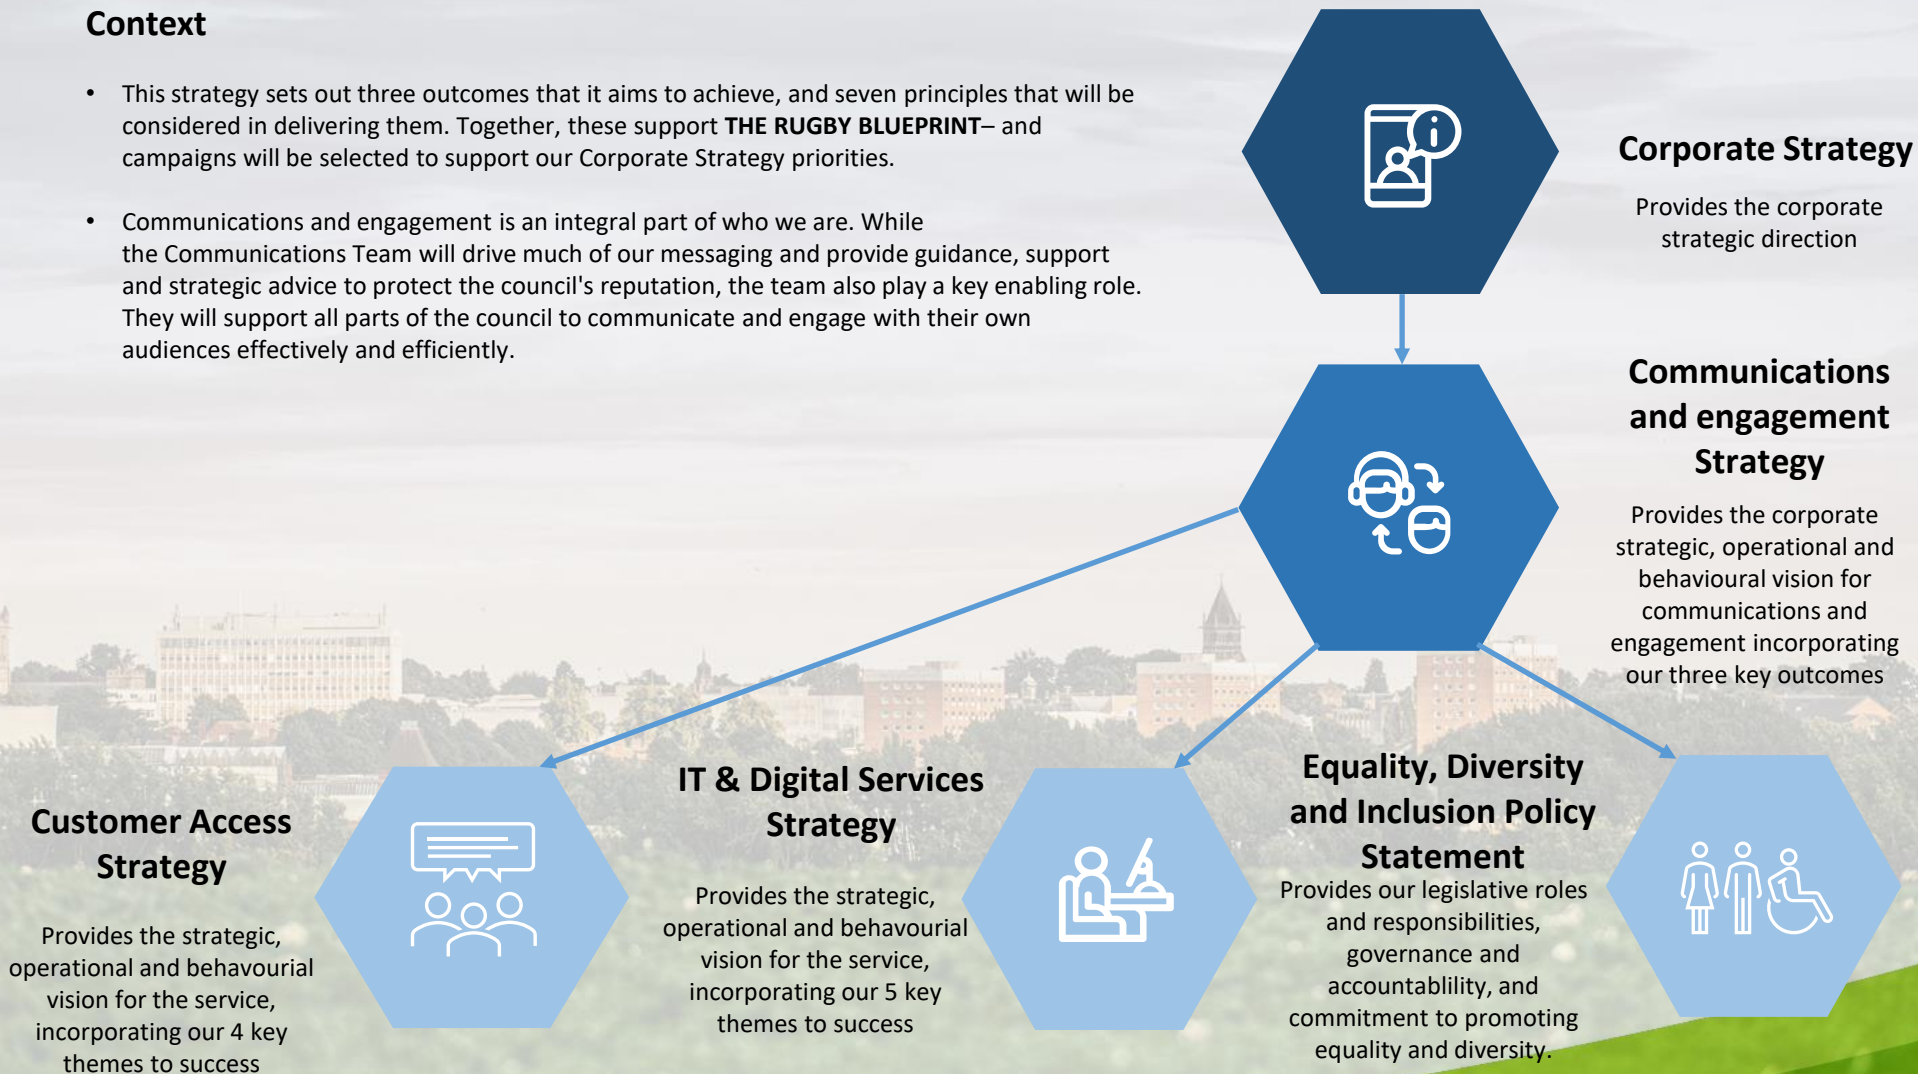 Context
• This strategy sets out three outcomes that it aims to achieve, and seven principles that will be
considered in delivering them. Together, these support THE RUGBY BLUEPRINT– and
campaigns will be selected to support our Corporate Strategy priorities.
• Communications and engagement is an integral part of who we are. While
the Communications Team will drive much of our messaging and provide guidance, support
and strategic advice to protect the council's reputation, the team also play a key enabling role.
They will support all parts of the council to communicate and engage with their own
audiences effectively and efficiently.
Corporate Strategy
Provides the corporate
strategic direction
Communications
and engagement
Strategy
Provides the corporate
strategic, operational and
behavioural vision for
communications and
engagement incorporating
our three key outcomes
Customer Access
Strategy
Provides the strategic,
operational and behavourial
vision for the service,
incorporating our 4 key
themes to success
IT & Digital Services
Strategy
Provides the strategic,
operational and behavourial
vision for the service,
incorporating our 5 key
themes to success
Equality, Diversity
and Inclusion Policy
Statement
Provides our legislative roles
and responsibilities,
governance and
accountablility, and
commitment to promoting
equality and diversity.